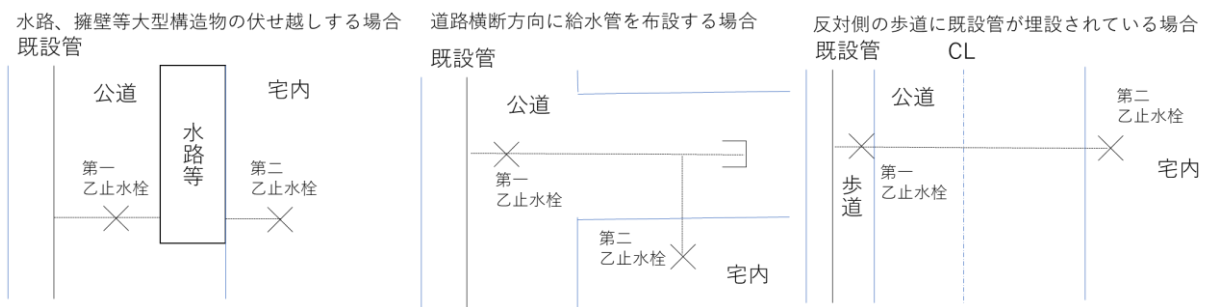 水路、擁壁等大型構造物の伏せ越しする場合
既設管
公道
宅内
水路等
第一
乙止水栓
第二
乙止水栓
道路横断方向に給水管を布設する場合
既設管
公道
第一
乙止水栓
第二
乙止水栓
宅内
反対側の歩道に既設管が埋設されている場合
既設管
CL
公道
第二
乙止水栓
第一
乙止水栓
宅内
歩道